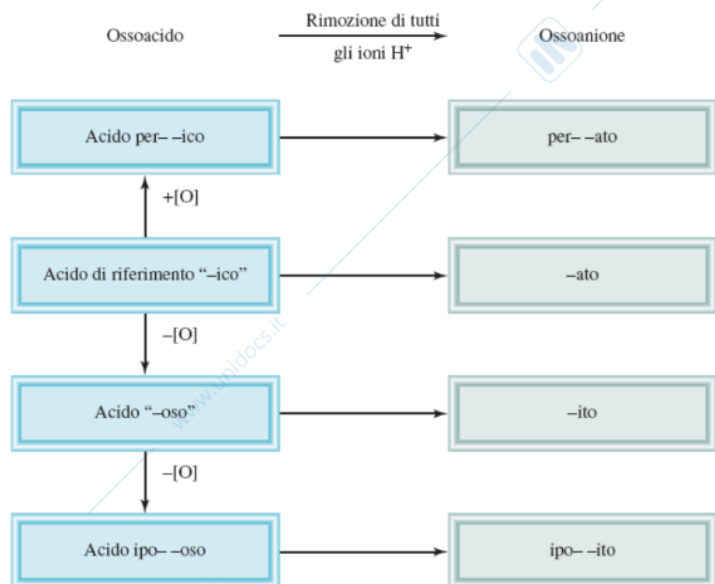 Ossoacido
Rimozione di tutti
gli ioni H⁺
Ossoanione
Acido per– –ico
per– –ato
+[O]
Acido di riferimento “–ico”
–ato
–[O]
www.unidocs.it
Acido “–oso”
–ito
–[O]
Acido ipo– –oso
ipo– –ito